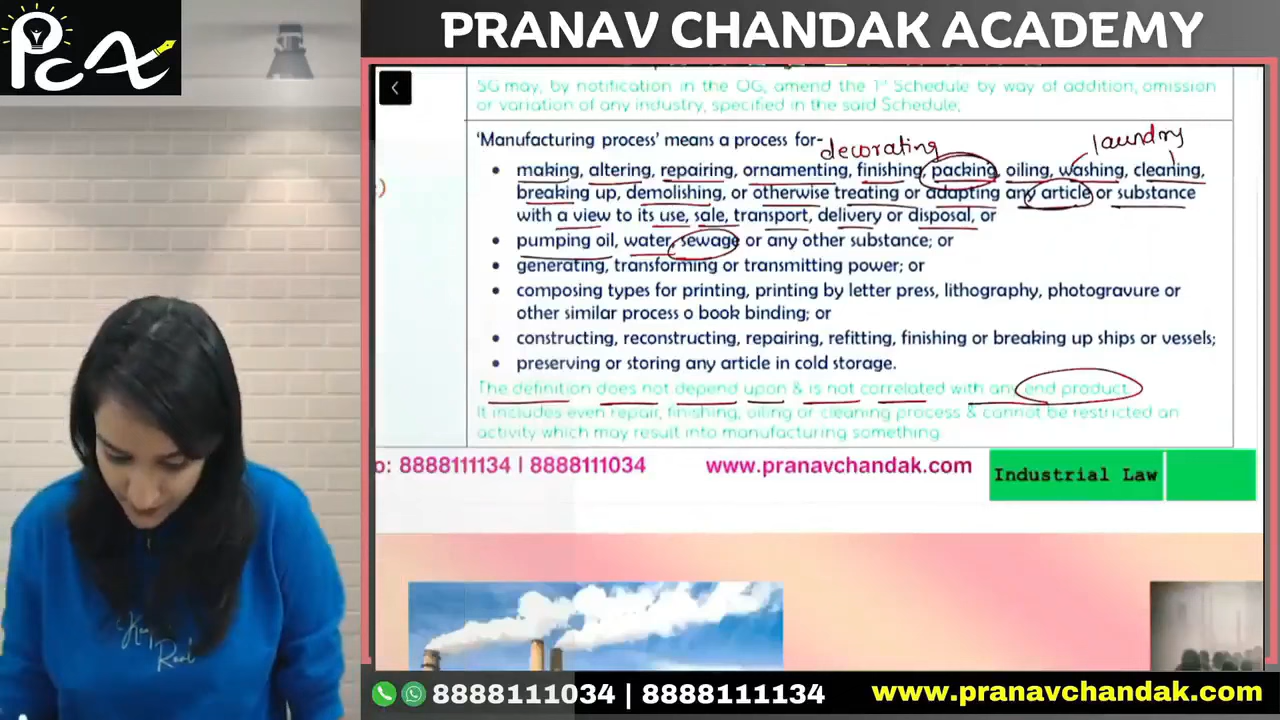 PCA
PRANAV CHANDAK ACADEMY
SG may, by notification in the OG, amend the 1st Schedule by way of addition, omission
or variation of any industry, specified in the said Schedule;
'Manufacturing process' means a process for-
decorating
laundry
• making, altering, repairing, ornamenting, finishing, packing, oiling, washing, cleaning,
breaking up, demolishing, or otherwise treating or adapting any article or substance
with a view to its use, sale, transport, delivery or disposal, or
• pumping oil, water, sewage or any other substance; or
• generating, transforming or transmitting power; or
• composing types for printing, printing by letter press, lithography, photogravure or
other similar process o book binding; or
• constructing, reconstructing, repairing, refitting, finishing or breaking up ships or vessels;
• preserving or storing any article in cold storage.
The definition does not depend upon & is not correlated with any end product.
It includes even repair, finishing, oiling or cleaning process & cannot be restricted an
activity which may result into manufacturing something
o: 8888111134 | 8888111034
www.pranavchandak.com
Industrial Law
Real
8888111034 | 8888111134
www.pranavchandak.com